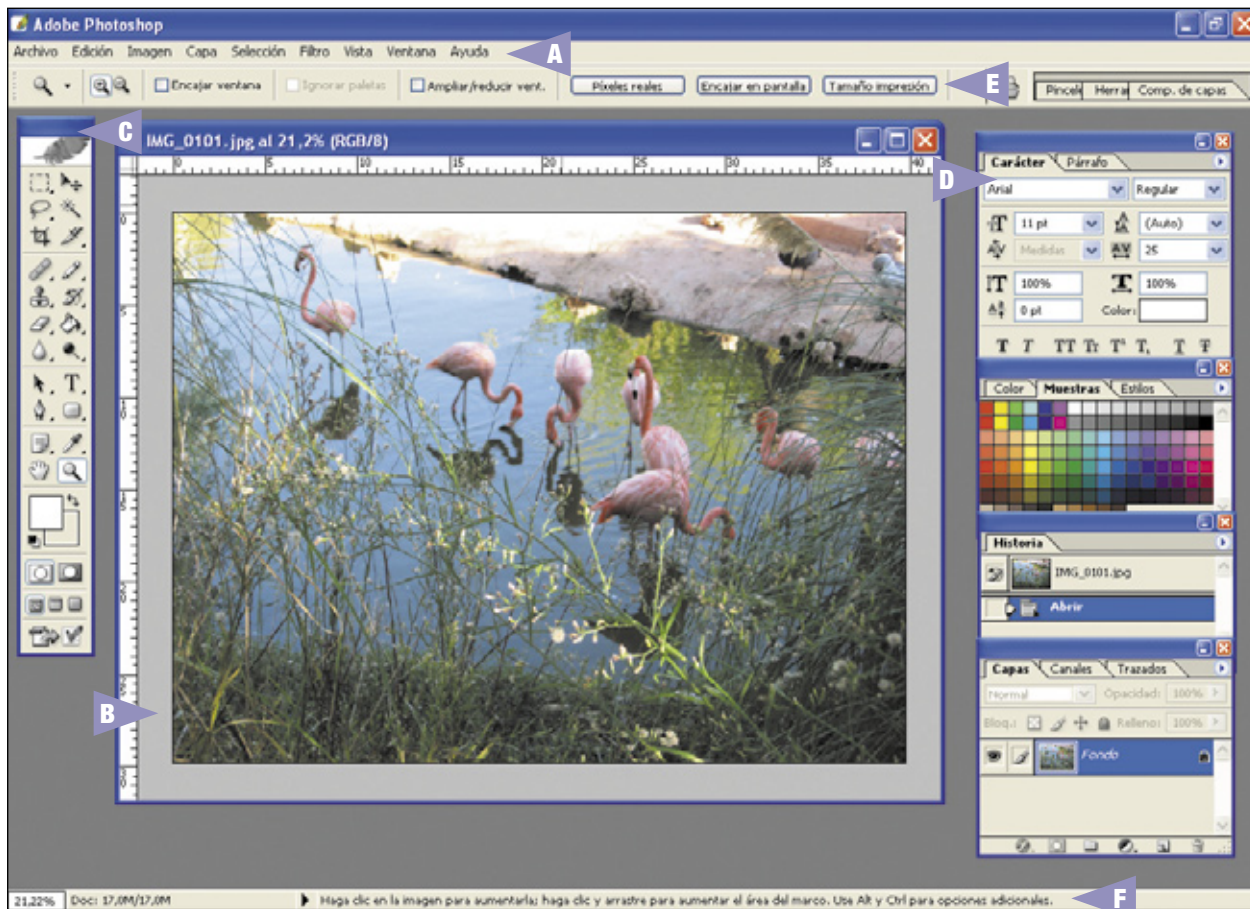 Adobe Photoshop
Archivo Edición Imagen Capa Selección Filtro Vista Ventana Ayuda
A
Encajar ventana Ignorar paletas Ampliar/reducir vent. Píxeles reales Encajar en pantalla Tamaño impresión
E
Pincel Herra Comp. de capas
C
IMG_0101.jpg al 21,2% (RGB/8)
0 5 10 15 20 25 30 35 40
D
Carácter Párrafo
Arial Regular
11 pt (Auto)
Medidas 25
100% 100%
0 pt Color:
Color Muestras Estilos
Historia
IMG_0101.jpg
Abrir
Capas Canales Trazados
Normal Opacidad: 100%
Bloq.: Relleno: 100%
Fondo
B
21,22% Doc: 17,0M/17,0M Haga clic en la imagen para aumentarla; haga clic y arrastre para aumentar el área del marco. Use Alt y Ctrl para opciones adicionales.
F